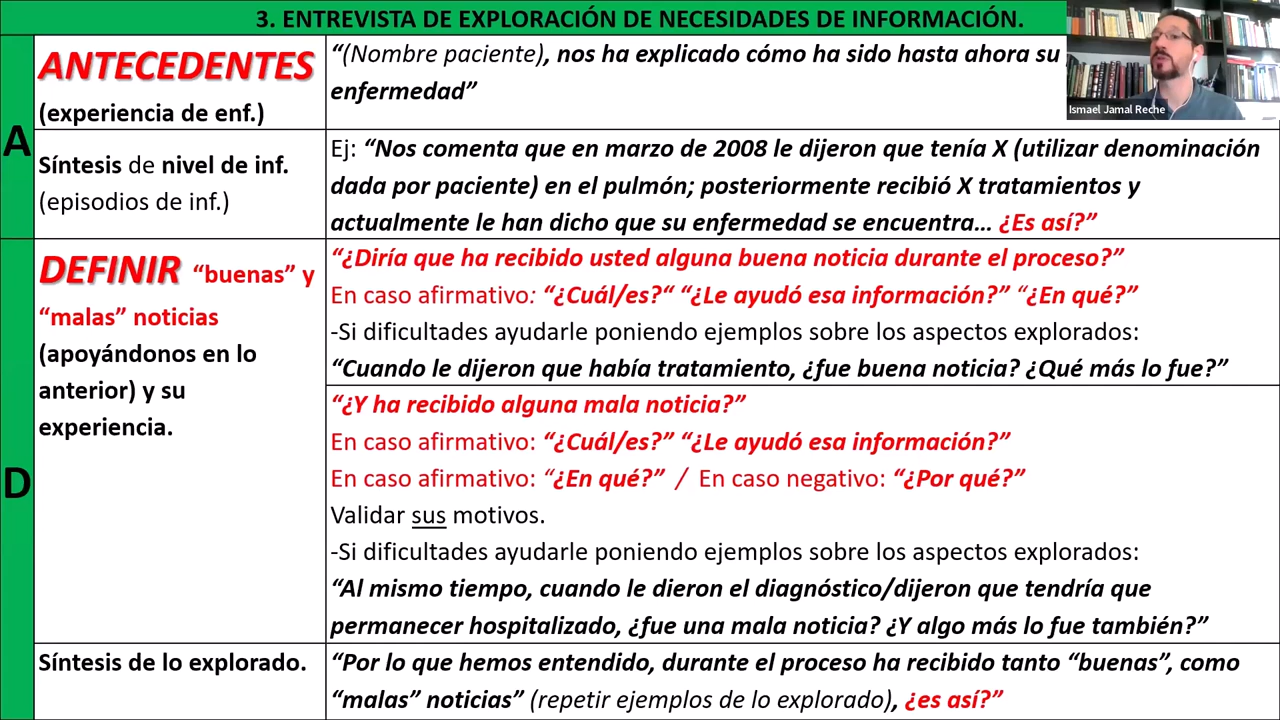 3. ENTREVISTA DE EXPLORACIÓN DE NECESIDADES DE INFORMACIÓN.
A
ANTECEDENTES
(experiencia de enf.)
“(Nombre paciente), nos ha explicado cómo ha sido hasta ahora su
enfermedad”
Ismael Jamal Reche
Síntesis de nivel de inf.
(episodios de inf.)
Ej: “Nos comenta que en marzo de 2008 le dijeron que tenía X (utilizar denominación
dada por paciente) en el pulmón; posteriormente recibió X tratamientos y
actualmente le han dicho que su enfermedad se encuentra... ¿Es así?”
D
DEFINIR “buenas” y
“malas” noticias
(apoyándonos en lo
anterior) y su
experiencia.
“¿Diría que ha recibido usted alguna buena noticia durante el proceso?”
En caso afirmativo: “¿Cuál/es?“ “¿Le ayudó esa información?” “¿En qué?”
-Si dificultades ayudarle poniendo ejemplos sobre los aspectos explorados:
“Cuando le dijeron que había tratamiento, ¿fue buena noticia? ¿Qué más lo fue?”
“¿Y ha recibido alguna mala noticia?”
En caso afirmativo: “¿Cuál/es?” “¿Le ayudó esa información?”
En caso afirmativo: “¿En qué?” / En caso negativo: “¿Por qué?”
Validar sus motivos.
-Si dificultades ayudarle poniendo ejemplos sobre los aspectos explorados:
“Al mismo tiempo, cuando le dieron el diagnóstico/dijeron que tendría que
permanecer hospitalizado, ¿fue una mala noticia? ¿Y algo más lo fue también?”
Síntesis de lo explorado.
“Por lo que hemos entendido, durante el proceso ha recibido tanto “buenas”, como
“malas” noticias” (repetir ejemplos de lo explorado), ¿es así?”